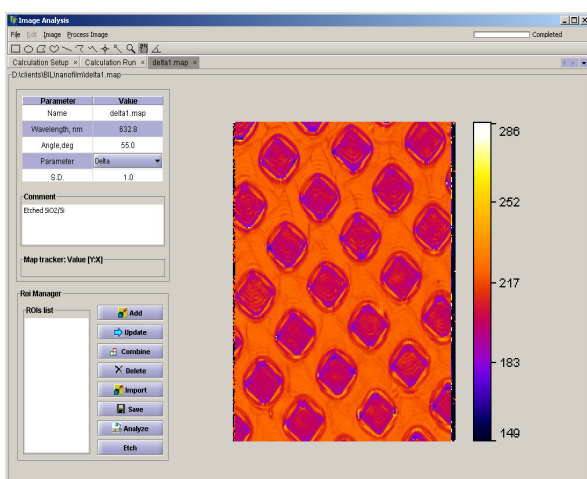 Image Analysis
File Edit Image Process Image
Completed
Calculation Setup × Calculation Run × delta1.map ×
D:\clients\BIL\nanofilm\delta1.map
Parameter Value
Name delta1.map
Wavelength, nm 632.8
Angle,deg 55.0
Parameter Delta
S.D. 1.0
Comment
Etched SiO2/Si
Map tracker: Value [Y:X]
Roi Manager
ROIs list
Add
Update
Combine
Delete
Import
Save
Analyze
Etch
286
252
217
183
149